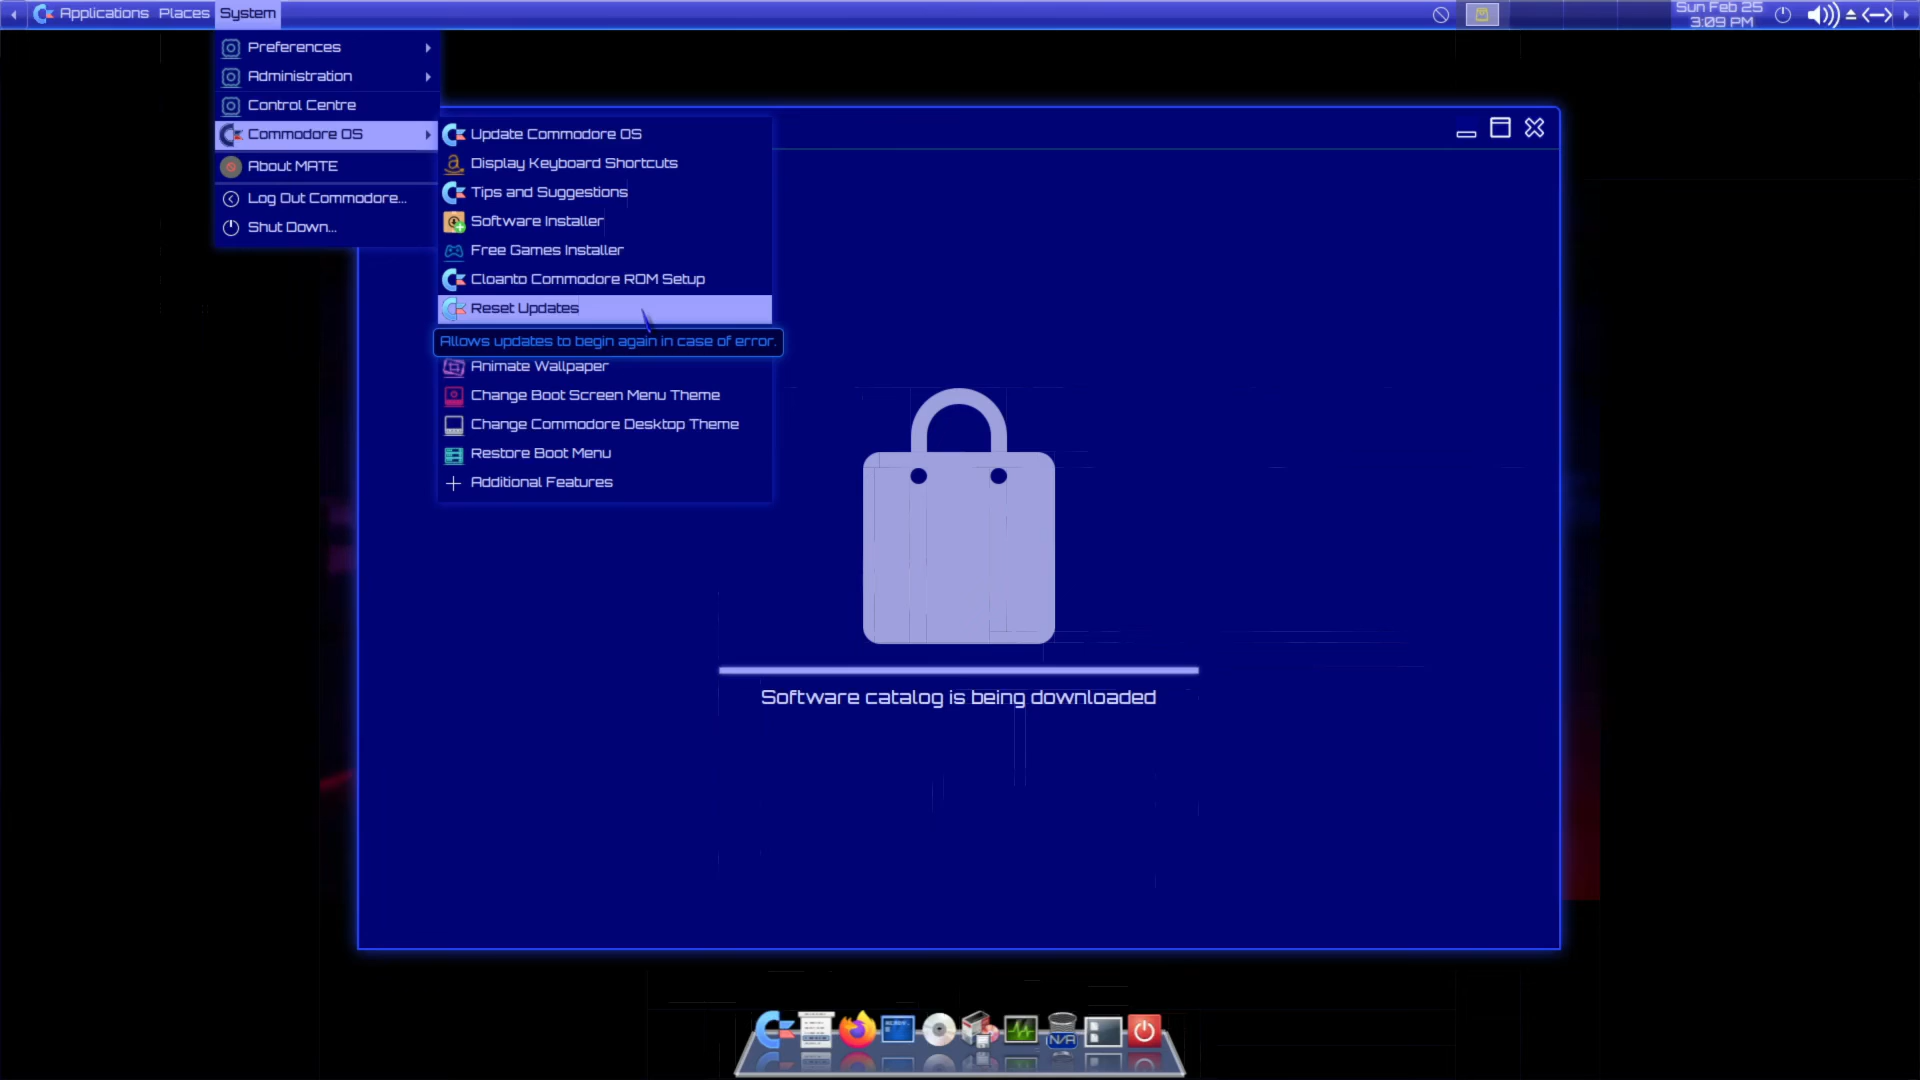 Applications Places System
Sun Feb 25
3:09 PM
Preferences
Administration
Control Centre
Commodore OS
About MATE
Log Out Commodore...
Shut Down...
Update Commodore OS
Display Keyboard Shortcuts
Tips and Suggestions
Software Installer
Free Games Installer
Cloanto Commodore ROM Setup
Reset Updates
Allows updates to begin again in case of error.
Animate Wallpaper
Change Boot Screen Menu Theme
Change Commodore Desktop Theme
Restore Boot Menu
Additional Features
Software catalog is being downloaded
N/A